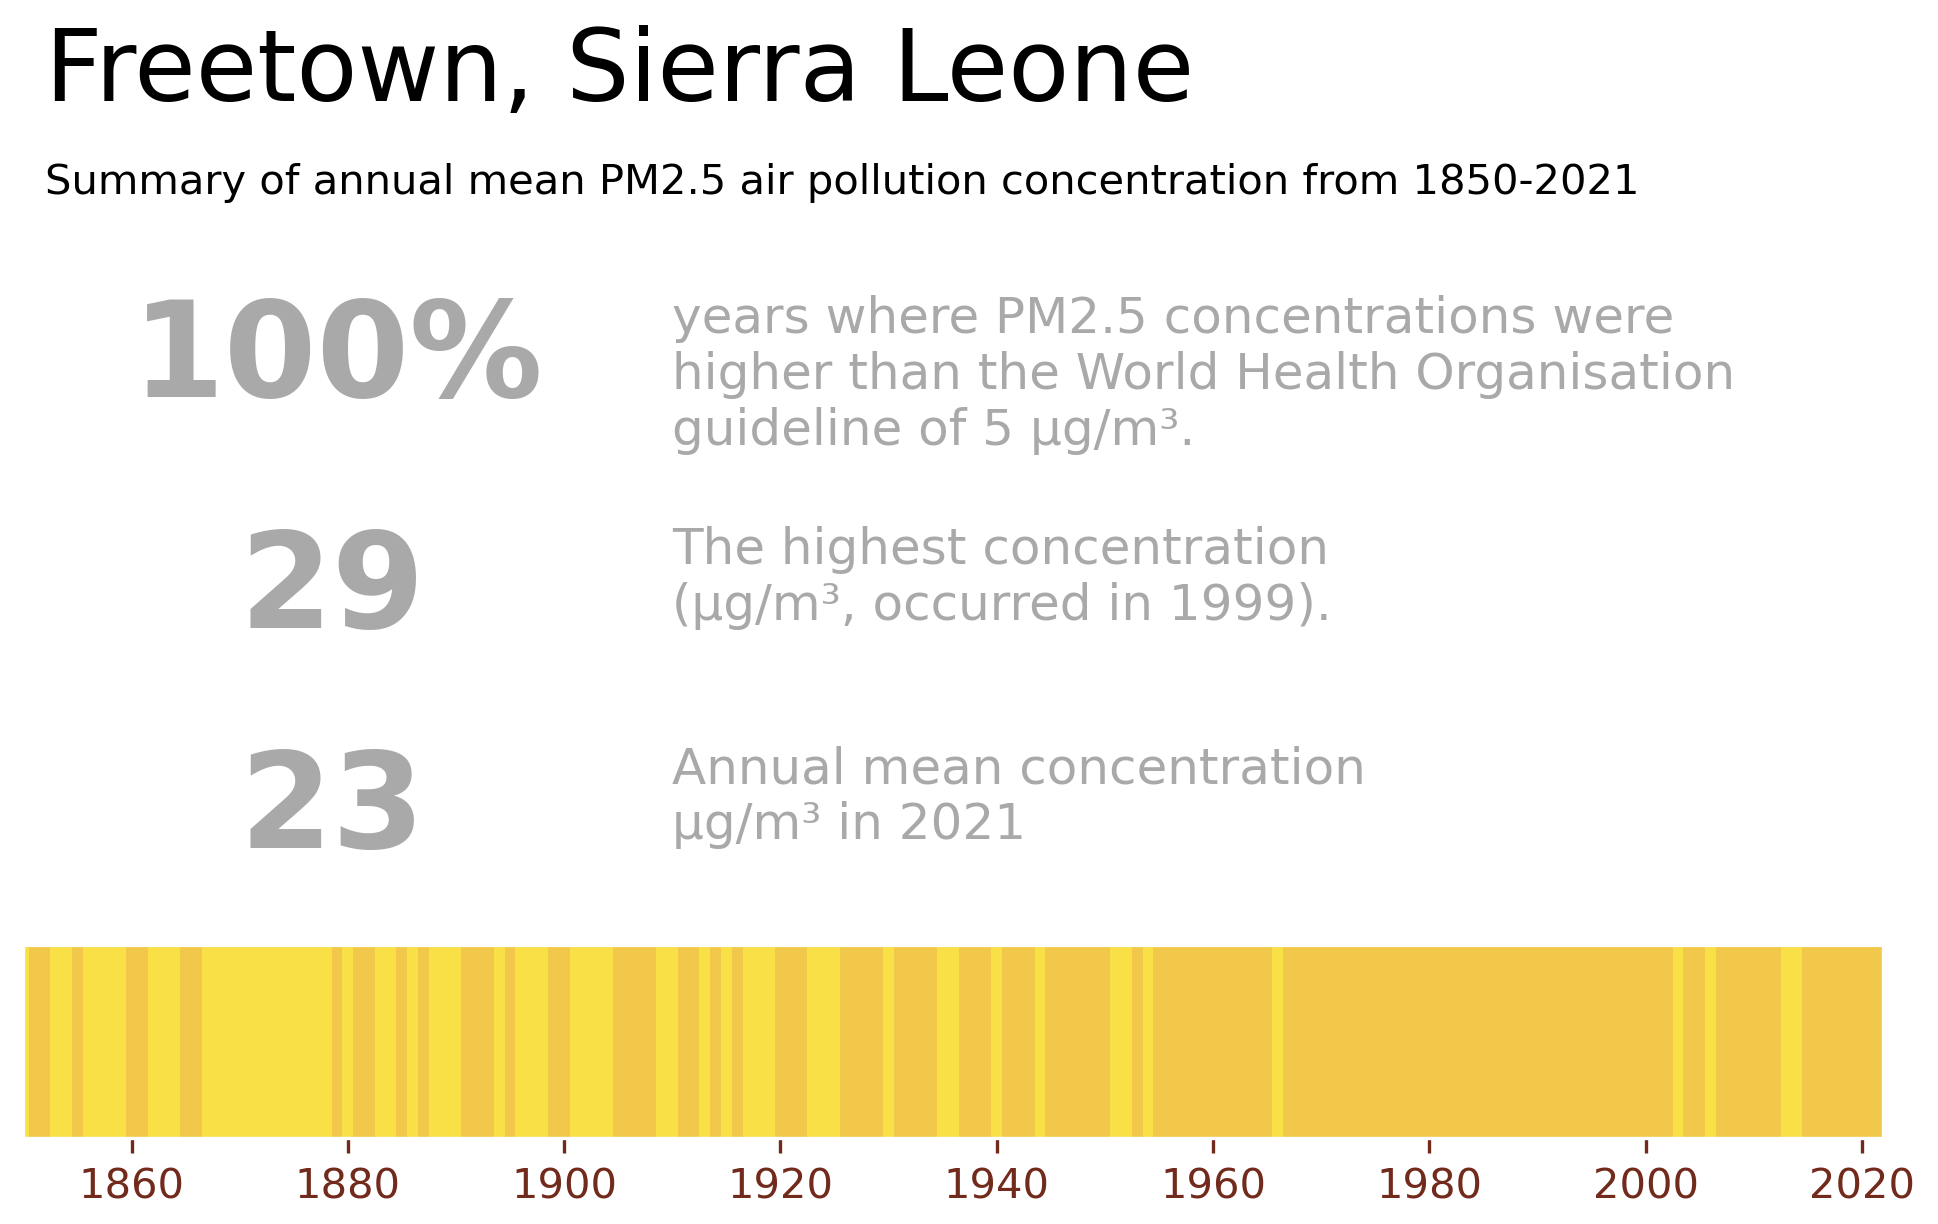 Freetown, Sierra Leone
Summary of annual mean PM2.5 air pollution concentration from 1850-2021
100%
years where PM2.5 concentrations were
higher than the World Health Organisation
guideline of 5 µg/m³.
29
The highest concentration
(µg/m³, occurred in 1999).
23
Annual mean concentration
µg/m³ in 2021
1860 1880 1900 1920 1940 1960 1980 2000 2020